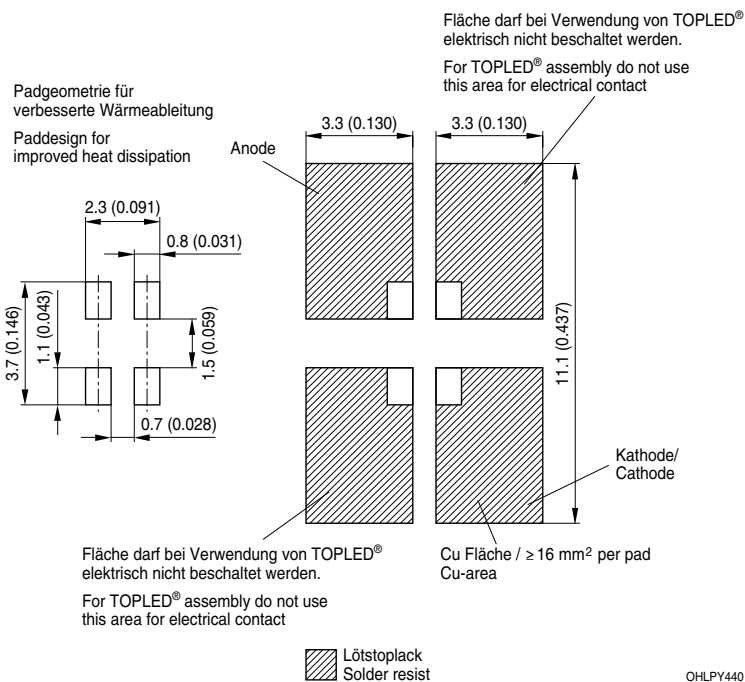 Fläche darf bei Verwendung von TOPLED®
elektrisch nicht beschaltet werden.
For TOPLED® assembly do not use
this area for electrical contact
Padgeometrie für
verbesserte Wärmeableitung
Paddesign for
improved heat dissipation
Anode
3.3 (0.130)
3.3 (0.130)
2.3 (0.091)
0.8 (0.031)
3.7 (0.146)
1.1 (0.043)
1.5 (0.059)
0.7 (0.028)
11.1 (0.437)
Kathode/
Cathode
Fläche darf bei Verwendung von TOPLED®
elektrisch nicht beschaltet werden.
For TOPLED® assembly do not use
this area for electrical contact
Cu Fläche / ≥ 16 mm² per pad
Cu-area
Lötstoplack
Solder resist
OHLPY440